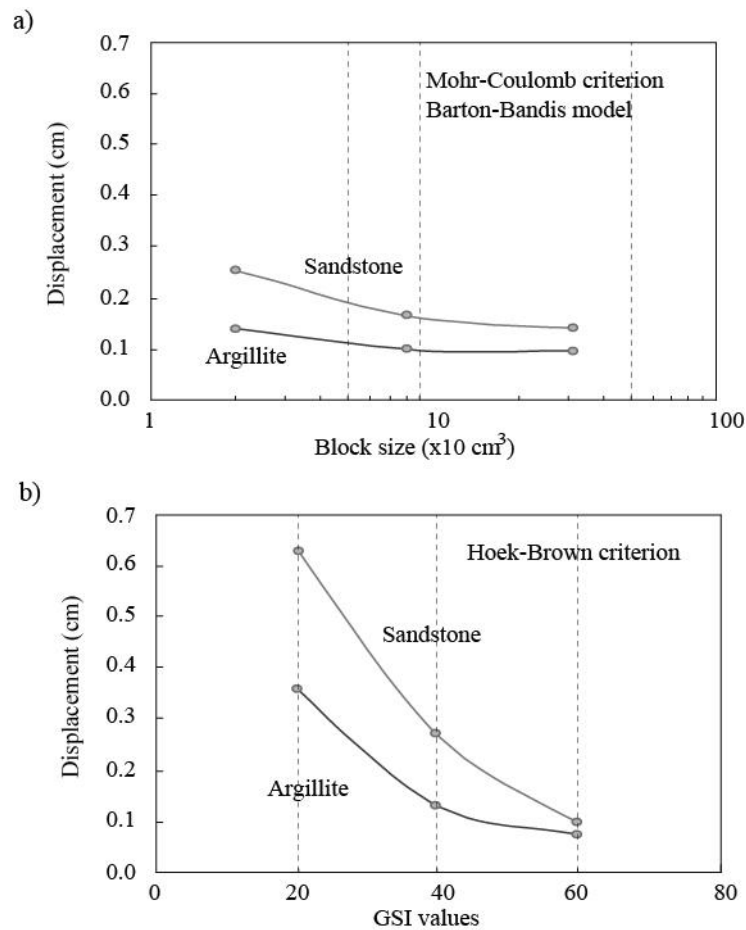 a)
0.7
0.6
0.5
0.4
0.3
0.2
0.1
0.0
Displacement (cm)
Mohr-Coulomb criterion
Barton-Bandis model
Sandstone
Argillite
1 10 100
Block size (x10 cm³)
b)
0.7
0.6
0.5
0.4
0.3
0.2
0.1
0.0
Displacement (cm)
Hoek-Brown criterion
Sandstone
Argillite
0 20 40 60 80
GSI values